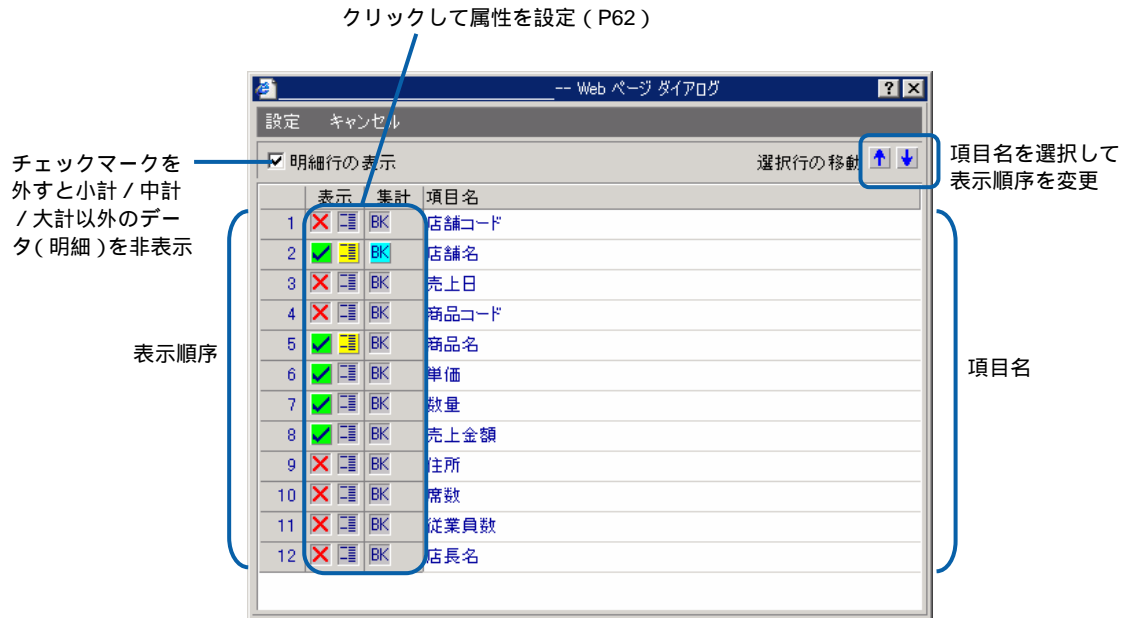 クリックして属性を設定（P62）
-- Web ページ ダイアログ
設定 キャンセル
明細行の表示 選択行の移動
チェックマークを
外すと小計／中計
／大計以外のデー
タ（明細）を非表示
項目名を選択して
表示順序を変更
表示 集計 項目名
1 BK 店舗コード
2 BK 店舗名
3 BK 売上日
4 BK 商品コード
5 BK 商品名
6 BK 単価
7 BK 数量
8 BK 売上金額
9 BK 住所
10 BK 席数
11 BK 従業員数
12 BK 店長名
表示順序
項目名